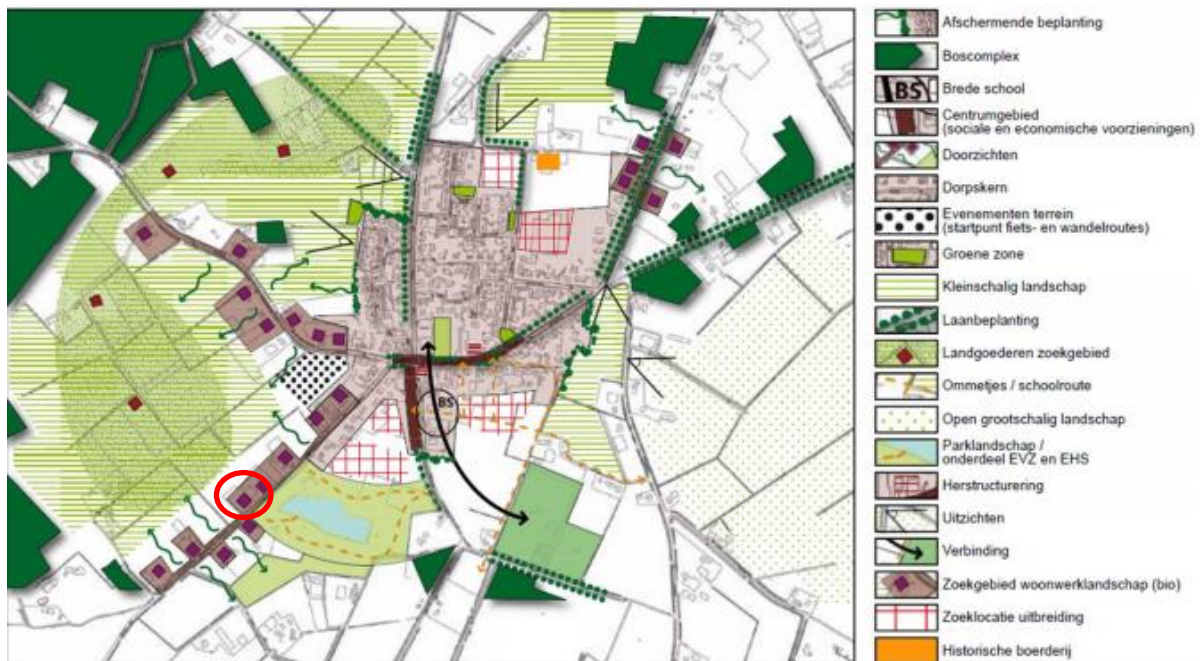 Afschermende beplanting
Boscomplex
BS
Brede school
Centrumgebied
(sociale en economische voorzieningen)
Doorzichten
Dorpskern
Evenementen terrein
(startpunt fiets- en wandelroutes)
Groene zone
Kleinschalig landschap
Laanbeplanting
Landgoederen zoekgebied
Ommetjes / schoolroute
Open grootschalig landschap
BS
Parklandschap /
onderdeel EVZ en EHS
Herstructurering
Uitzichten
Verbinding
Zoekgebied woonwerklandschap (bio)
Zoeklocatie uitbreiding
Historische boerderij